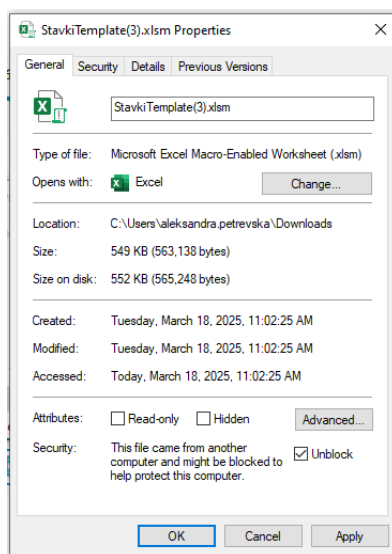 StavkiTemplate(3).xlsm Properties
General Security Details Previous Versions
StavkiTemplate(3).xlsm
Type of file: Microsoft Excel Macro-Enabled Worksheet (.xlsm)
Opens with: Excel Change...
Location: C:\Users\aleksandra.petrevska\Downloads
Size: 549 KB (563,138 bytes)
Size on disk: 552 KB (565,248 bytes)
Created: Tuesday, March 18, 2025, 11:02:25 AM
Modified: Tuesday, March 18, 2025, 11:02:25 AM
Accessed: Today, March 18, 2025, 11:02:25 AM
Attributes: Read-only Hidden Advanced...
Security: This file came from another Unblock
computer and might be blocked to
help protect this computer.
OK Cancel Apply